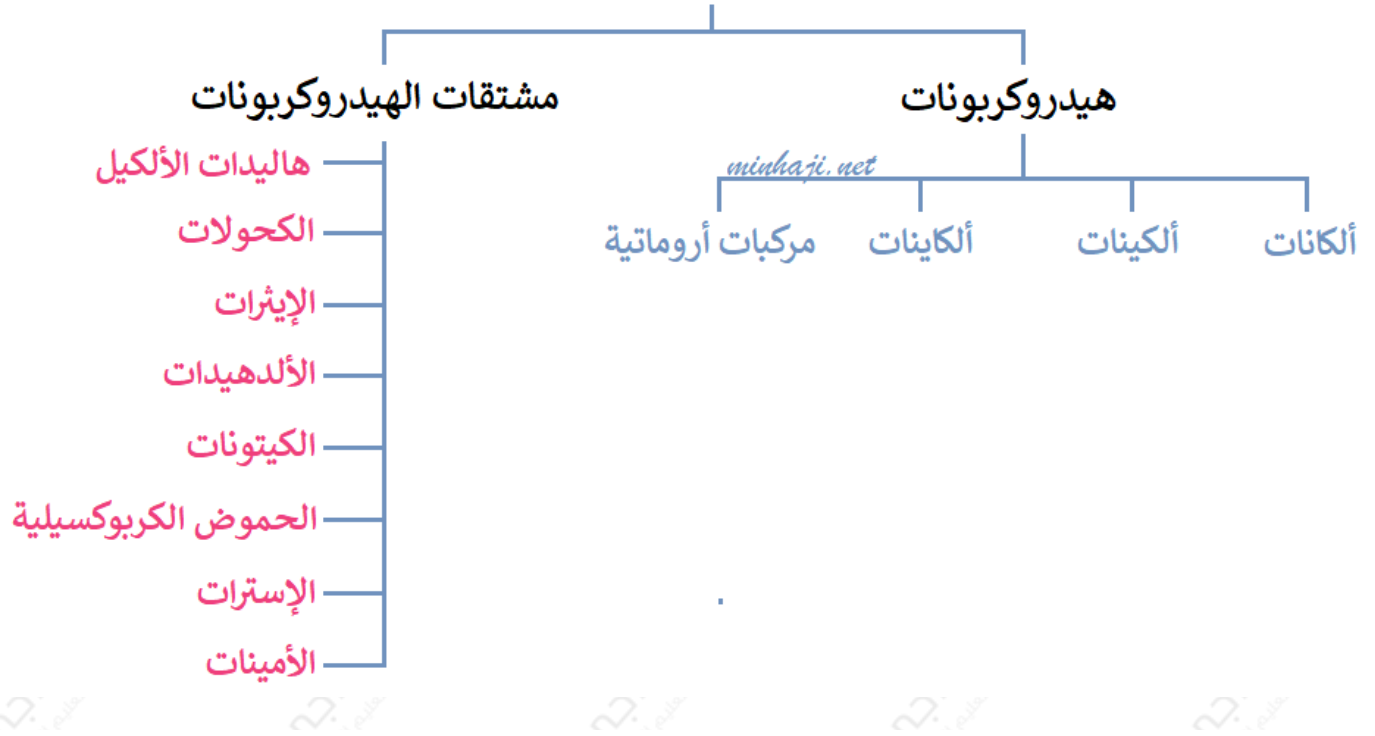 هيدروكربونات
مشتقات الهيدروكربونات
minhaji.net
ألكانات
ألكينات
ألكاينات
مركبات أروماتية
هاليدات الألكيل
الكحولات
الإيثرات
الألدهيدات
الكيتونات
الحموض الكربوكسيلية
الإسترات
الأمينات